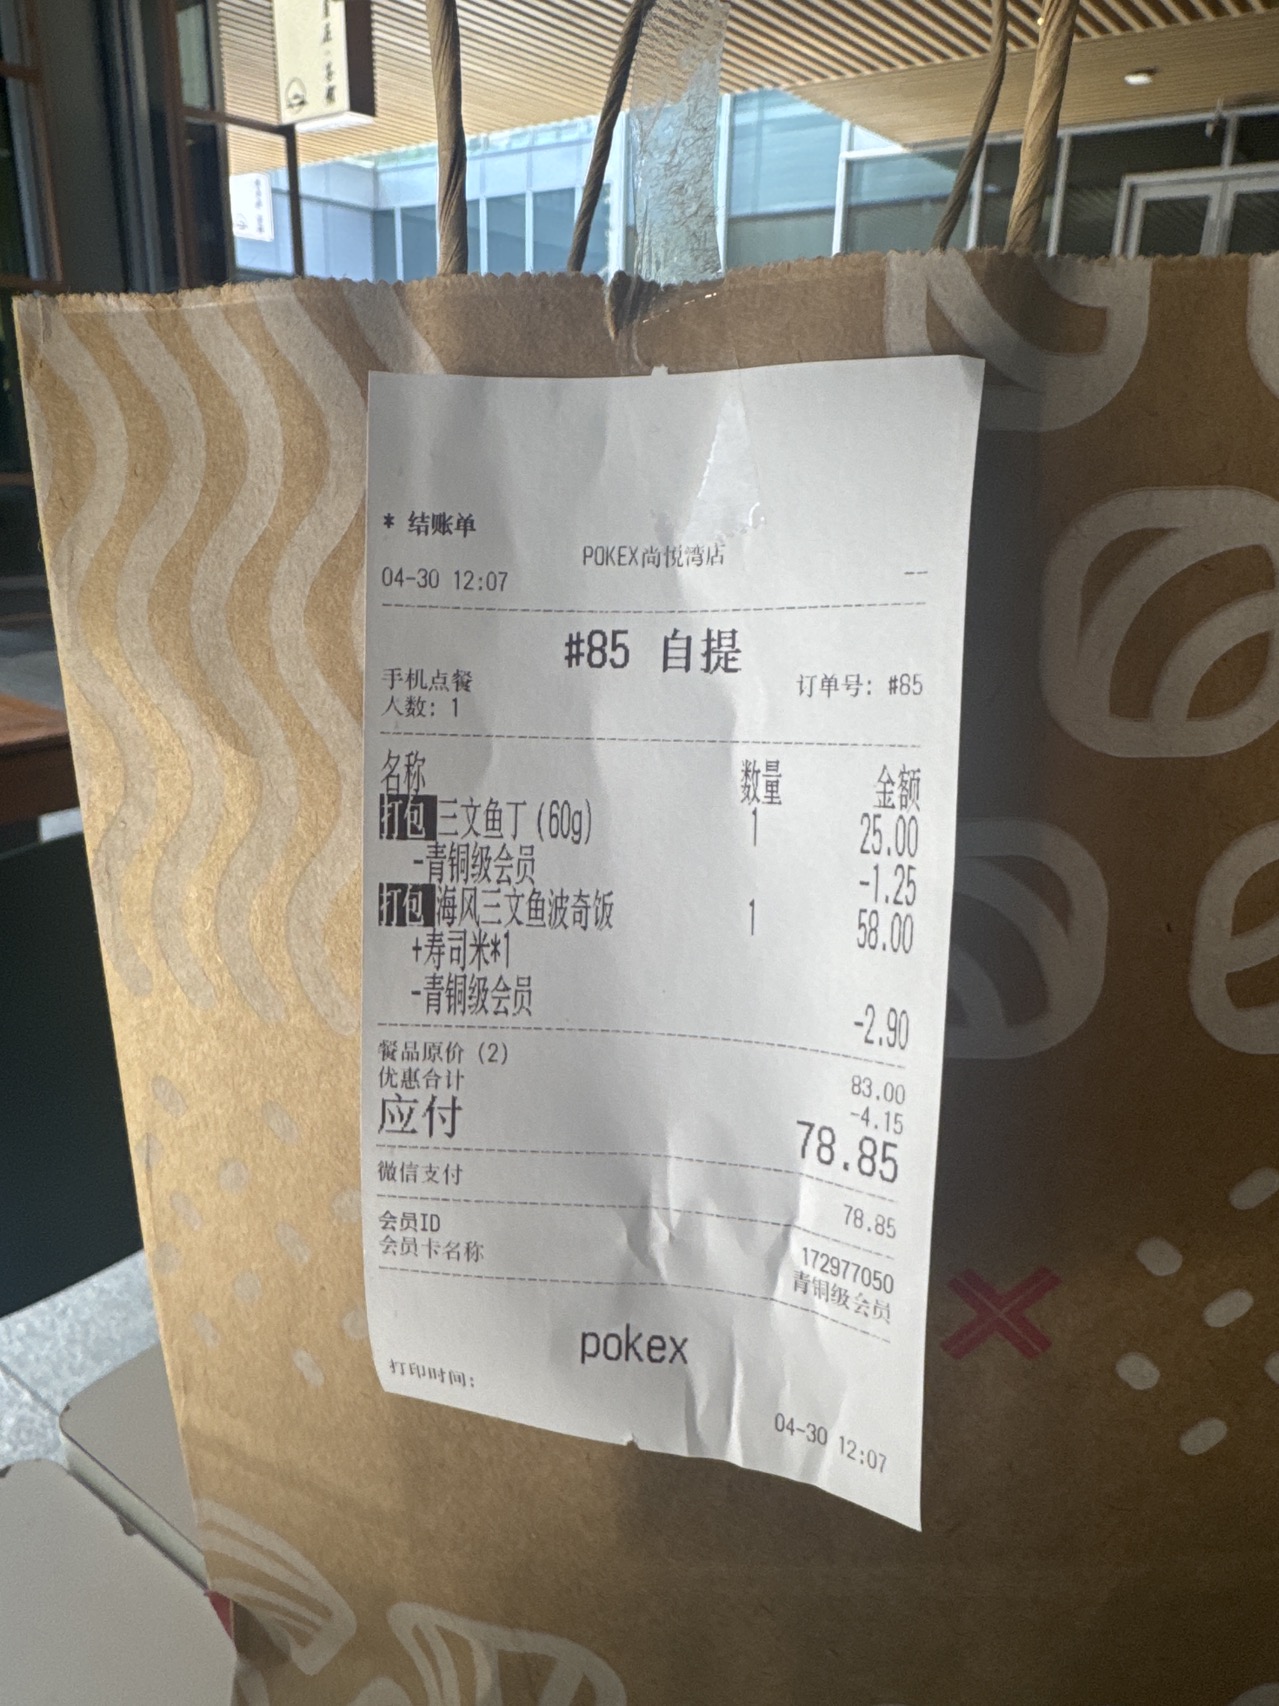 * 结账单
POKEX尚悦湾店
04-30 12:07 --
#85 自提
手机点餐 订单号: #85
人数: 1
名称 数量 金额
打包 三文鱼丁(60g) 1 25.00
-青铜级会员 -1.25
打包 海风三文鱼波奇饭 1 58.00
+寿司米*1
-青铜级会员 -2.90
餐品原价 (2) 83.00
优惠合计 -4.15
应付 78.85
微信支付 78.85
会员ID 172977050
会员卡名称 青铜级会员
pokex
打印时间: 04-30 12:07